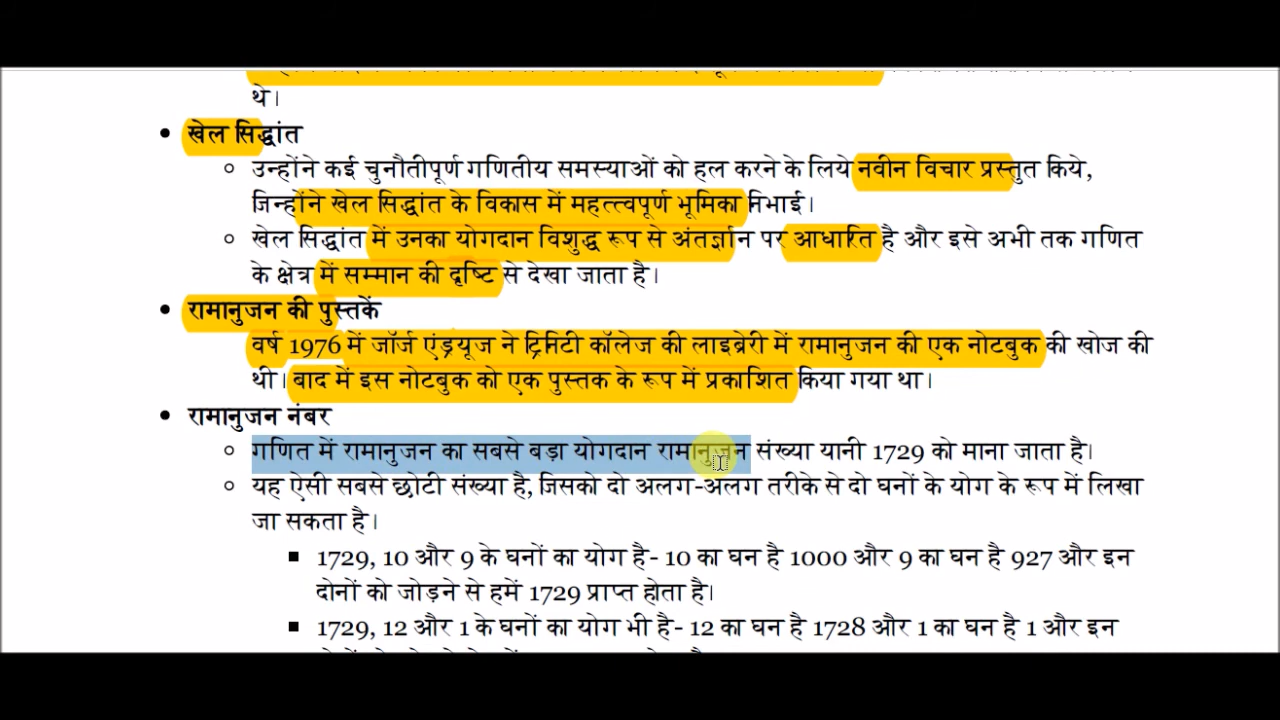 थे।
खेल सिद्धांत
उन्होंने कई चुनौतीपूर्ण गणितीय समस्याओं को हल करने के लिये नवीन विचार प्रस्तुत किये,
जिन्होंने खेल सिद्धांत के विकास में महत्त्वपूर्ण भूमिका निभाई।
खेल सिद्धांत में उनका योगदान विशुद्ध रूप से अंतर्ज्ञान पर आधारित है और इसे अभी तक गणित
के क्षेत्र में सम्मान की दृष्टि से देखा जाता है।
रामानुजन की पुस्तकें
वर्ष 1976 में जॉर्ज एंड्रयूज ने ट्रिनिटी कॉलेज की लाइब्रेरी में रामानुजन की एक नोटबुक की खोज की
थी। बाद में इस नोटबुक को एक पुस्तक के रूप में प्रकाशित किया गया था।
रामानुजन नंबर
गणित में रामानुजन का सबसे बड़ा योगदान रामानुजन संख्या यानी 1729 को माना जाता है।
यह ऐसी सबसे छोटी संख्या है, जिसको दो अलग-अलग तरीके से दो घनों के योग के रूप में लिखा
जा सकता है।
1729, 10 और 9 के घनों का योग है- 10 का घन है 1000 और 9 का घन है 927 और इन
दोनों को जोड़ने से हमें 1729 प्राप्त होता है।
1729, 12 और 1 के घनों का योग भी है- 12 का घन है 1728 और 1 का घन है 1 और इन